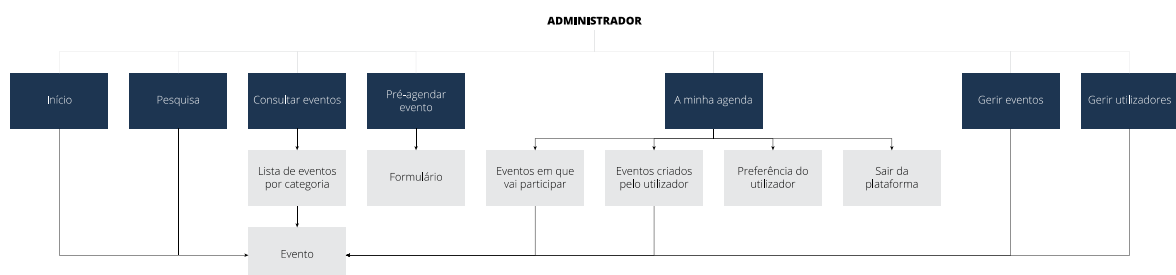 ADMINISTRADOR
Início
Pesquisa
Consultar eventos
Pré-agendar
evento
A minha agenda
Gerir eventos
Gerir utilizadores
Lista de eventos
por categoria
Formulário
Eventos em que
vai participar
Eventos criados
pelo utilizador
Preferência do
utilizador
Sair da
plataforma
Evento